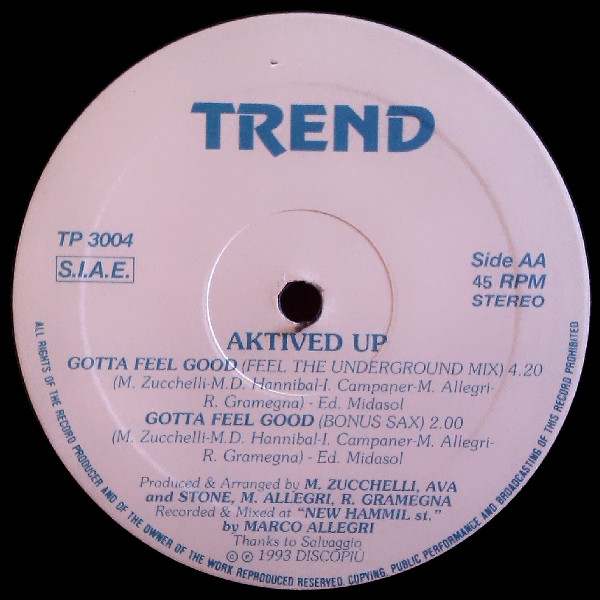 TREND
TP 3004
S.I.A.E.
Side AA
45 RPM
STEREO
AKTIVED UP
GOTTA FEEL GOOD (FEEL THE UNDERGROUND MIX) 4.20
(M. Zucchelli-M.D. Hannibal-I. Campaner-M. Allegri-
R. Gramegna) - Ed. Midasol
GOTTA FEEL GOOD (BONUS SAX) 2.00
(M. Zucchelli-M.D. Hannibal-I. Campaner-M. Allegri-
R. Gramegna) - Ed. Midasol
Produced & Arranged by M. ZUCCHELLI, AVA
and STONE, M. ALLEGRI, R. GRAMEGNA
Recorded & Mixed at "NEW HAMMIL st."
by MARCO ALLEGRI
Thanks to Salvaggio
© ℗ 1993 DISCOPIÙ
ALL RIGHTS OF THE RECORD PRODUCER AND OF THE OWNER OF THE WORK REPRODUCED RESERVED. COPYING, PUBLIC PERFORMANCE AND BROADCASTING OF THIS RECORD PROHIBITED